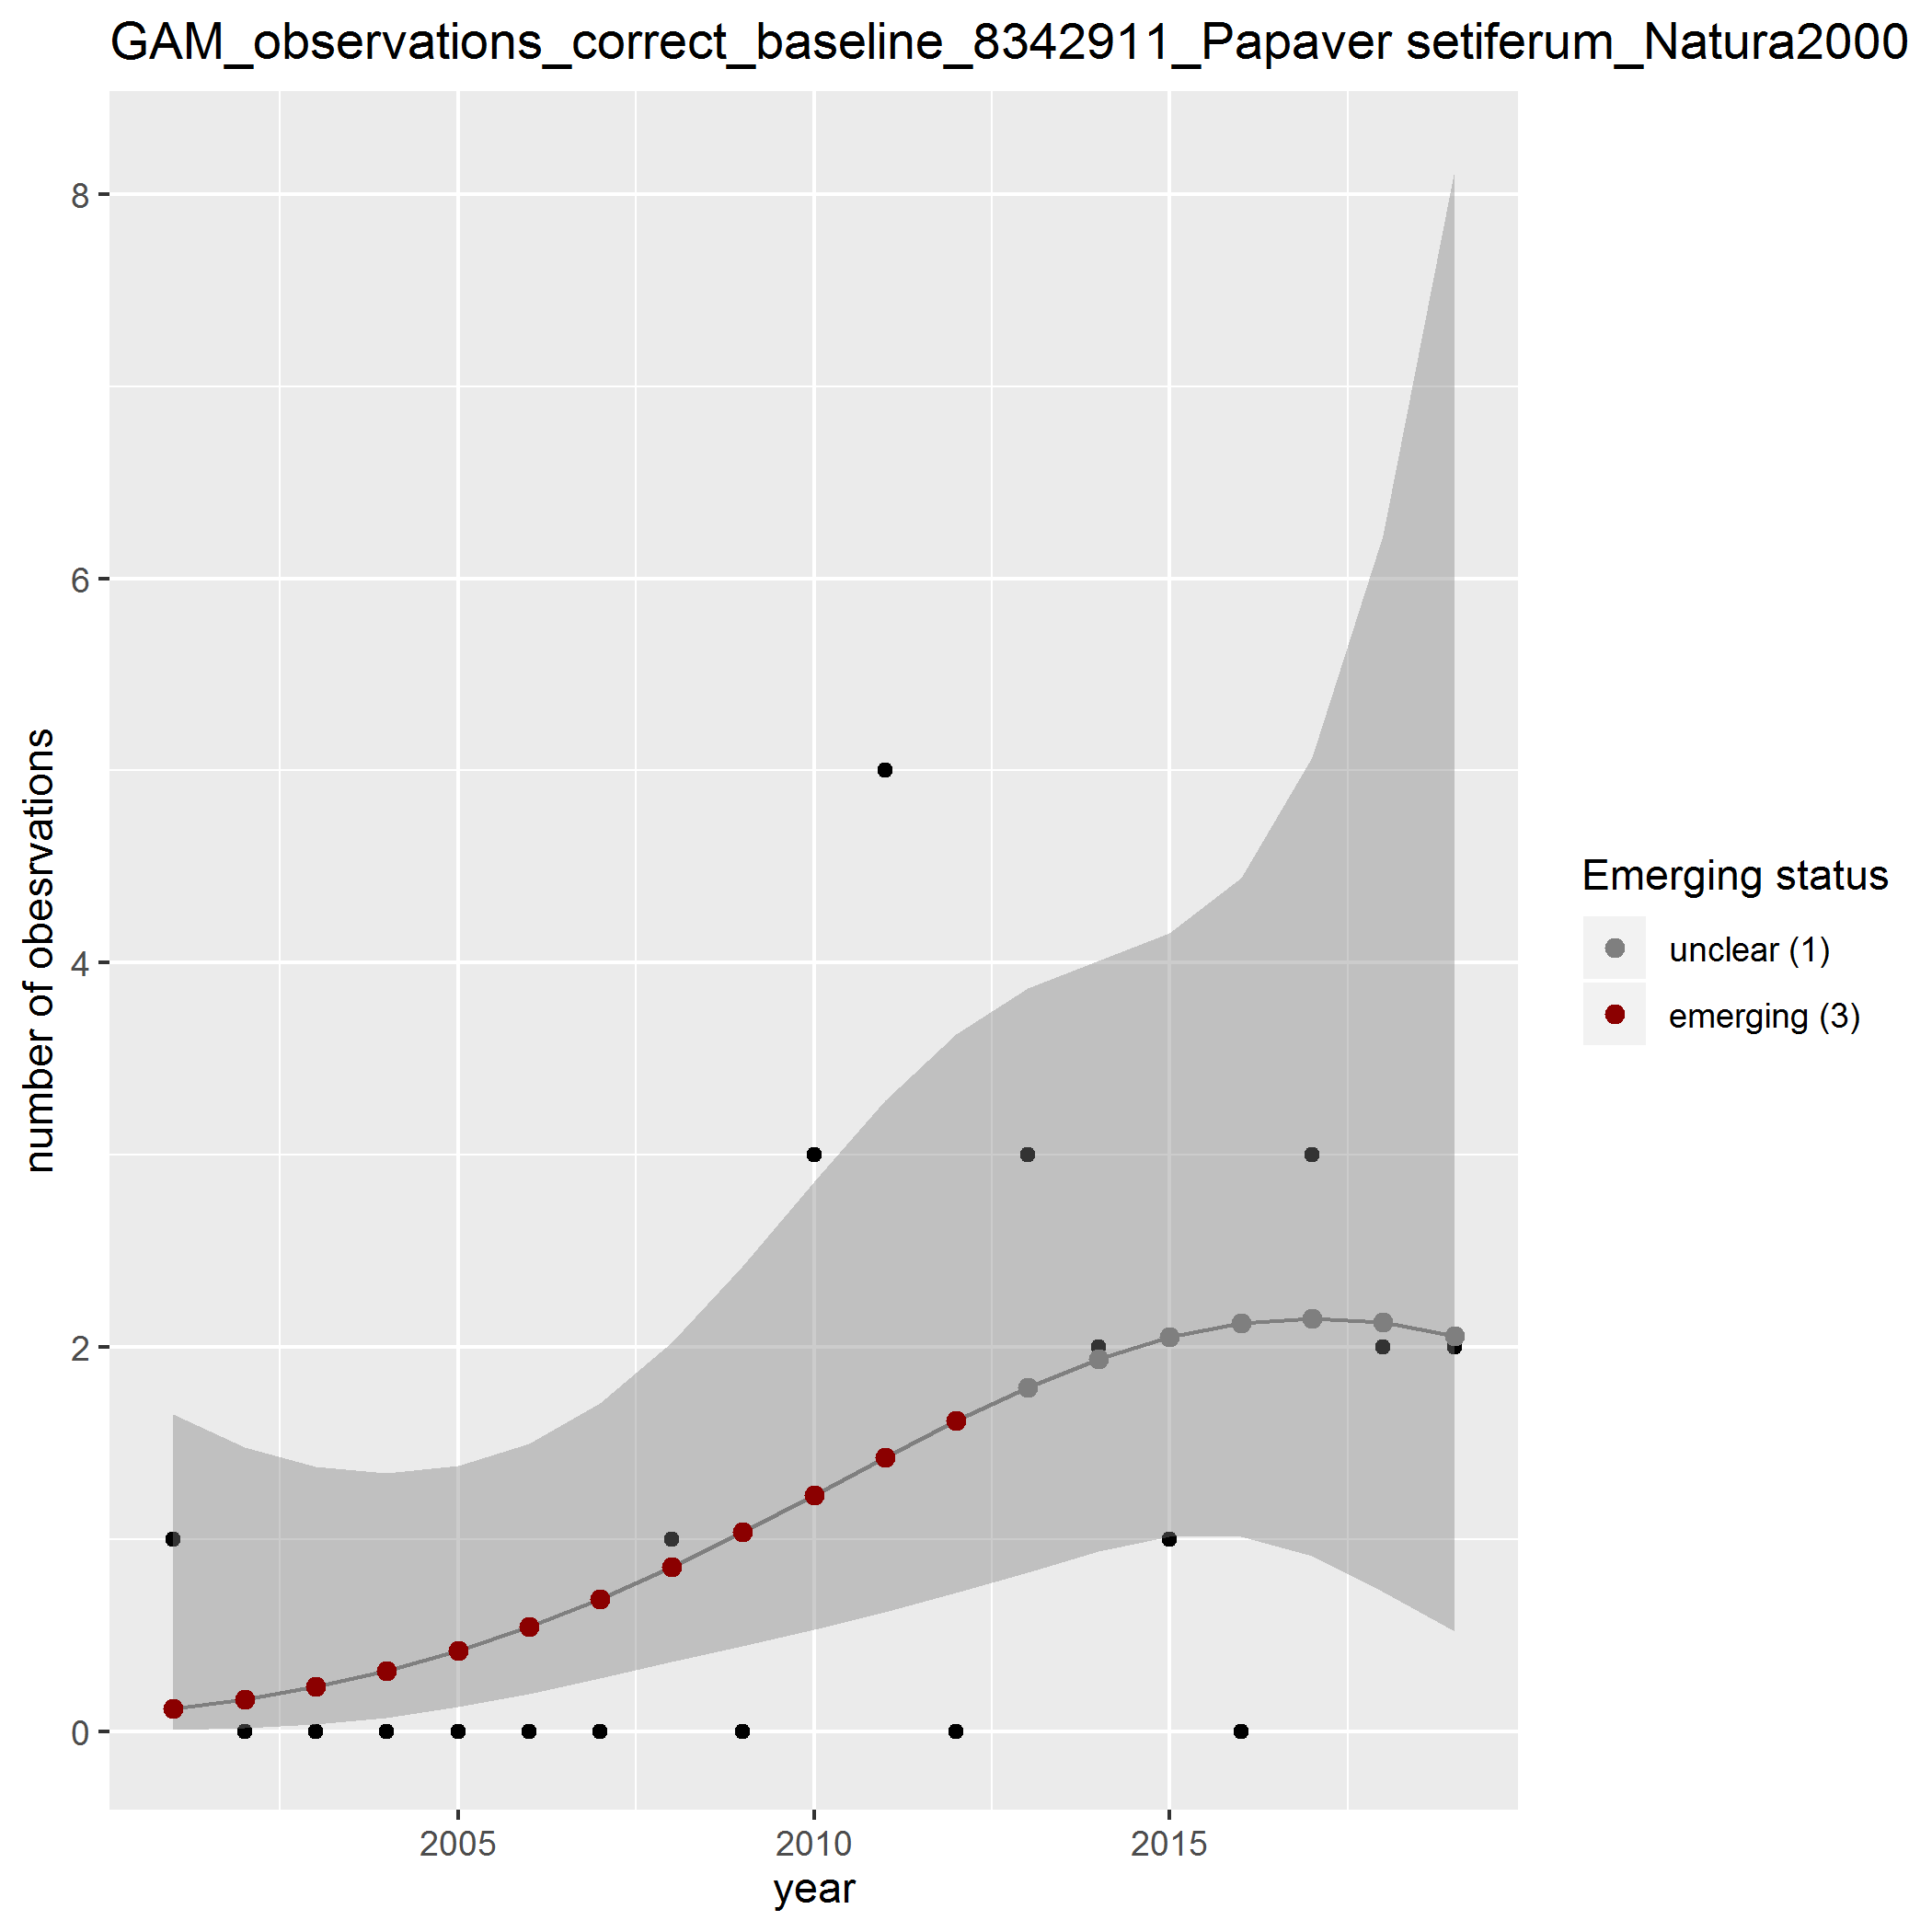 GAM_observations_correct_baseline_8342911_Papaver setiferum_Natura2000
8
6
4
2
0
number of obesrvations
2005
2010
2015
year
Emerging status
unclear (1)
emerging (3)